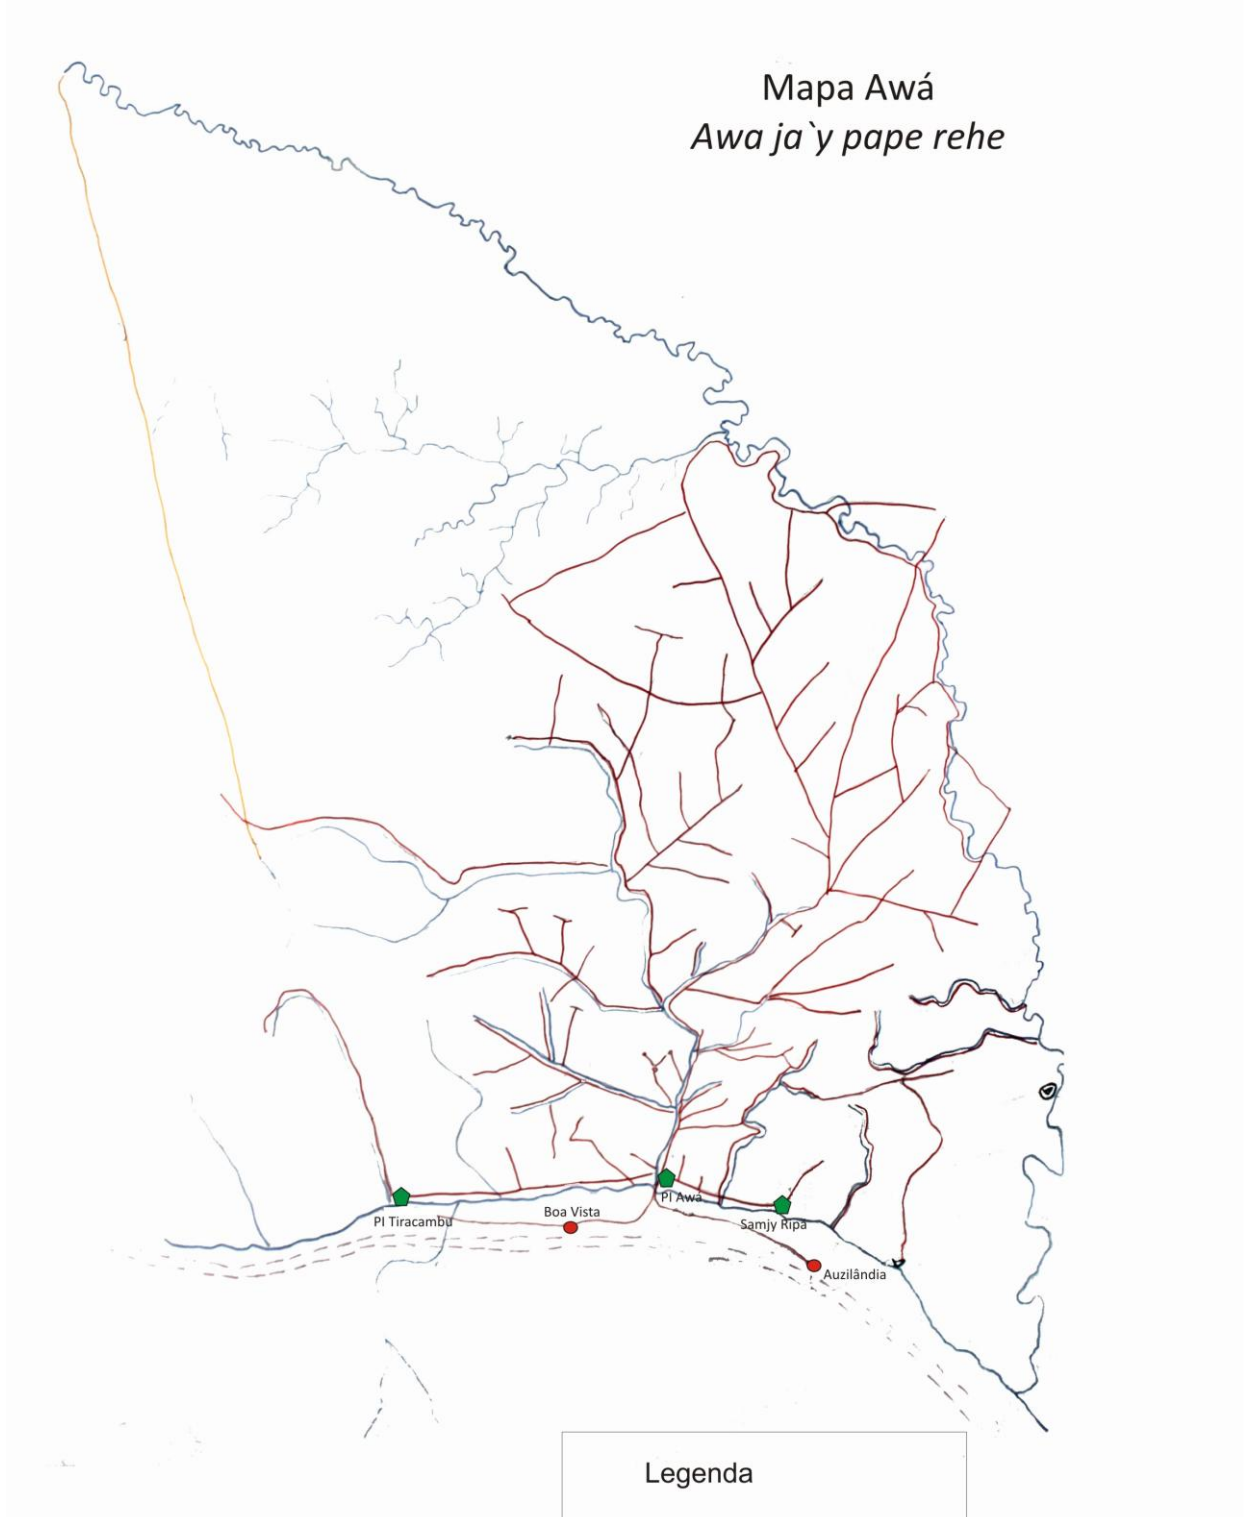 Mapa Awá
Awa ja`y pape rehe
PI Tiracambu
Boa Vista
PI Awa
Samjy Ripa
Auzilândia
Legenda